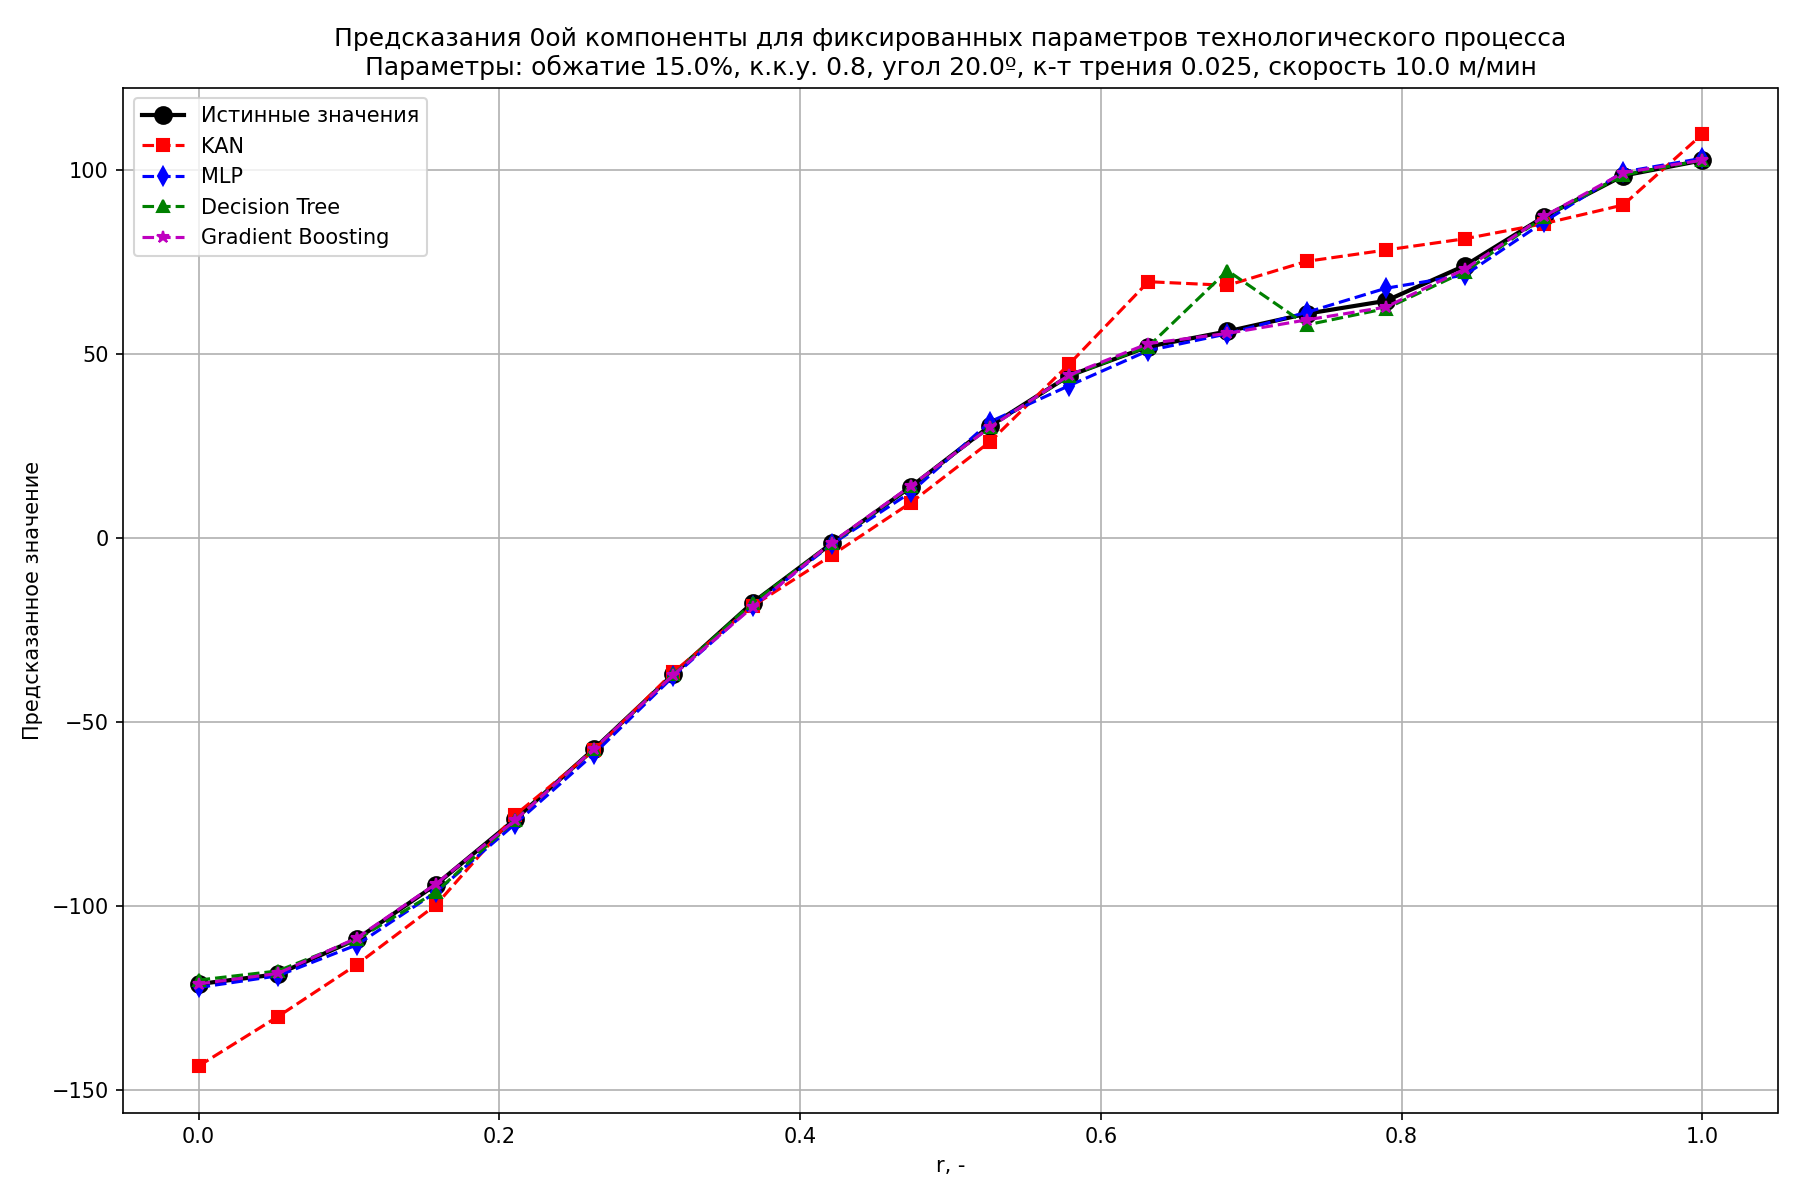 Предсказания 0ой компоненты для фиксированных параметров технологического процесса
Параметры: обжатие 15.0%, к.к.у. 0.8, угол 20.0º, к-т трения 0.025, скорость 10.0 м/мин
Истинные значения
KAN
MLP
Decision Tree
Gradient Boosting
Предсказанное значение
100
50
0
−50
−100
−150
0.0
0.2
0.4
0.6
0.8
1.0
r, -